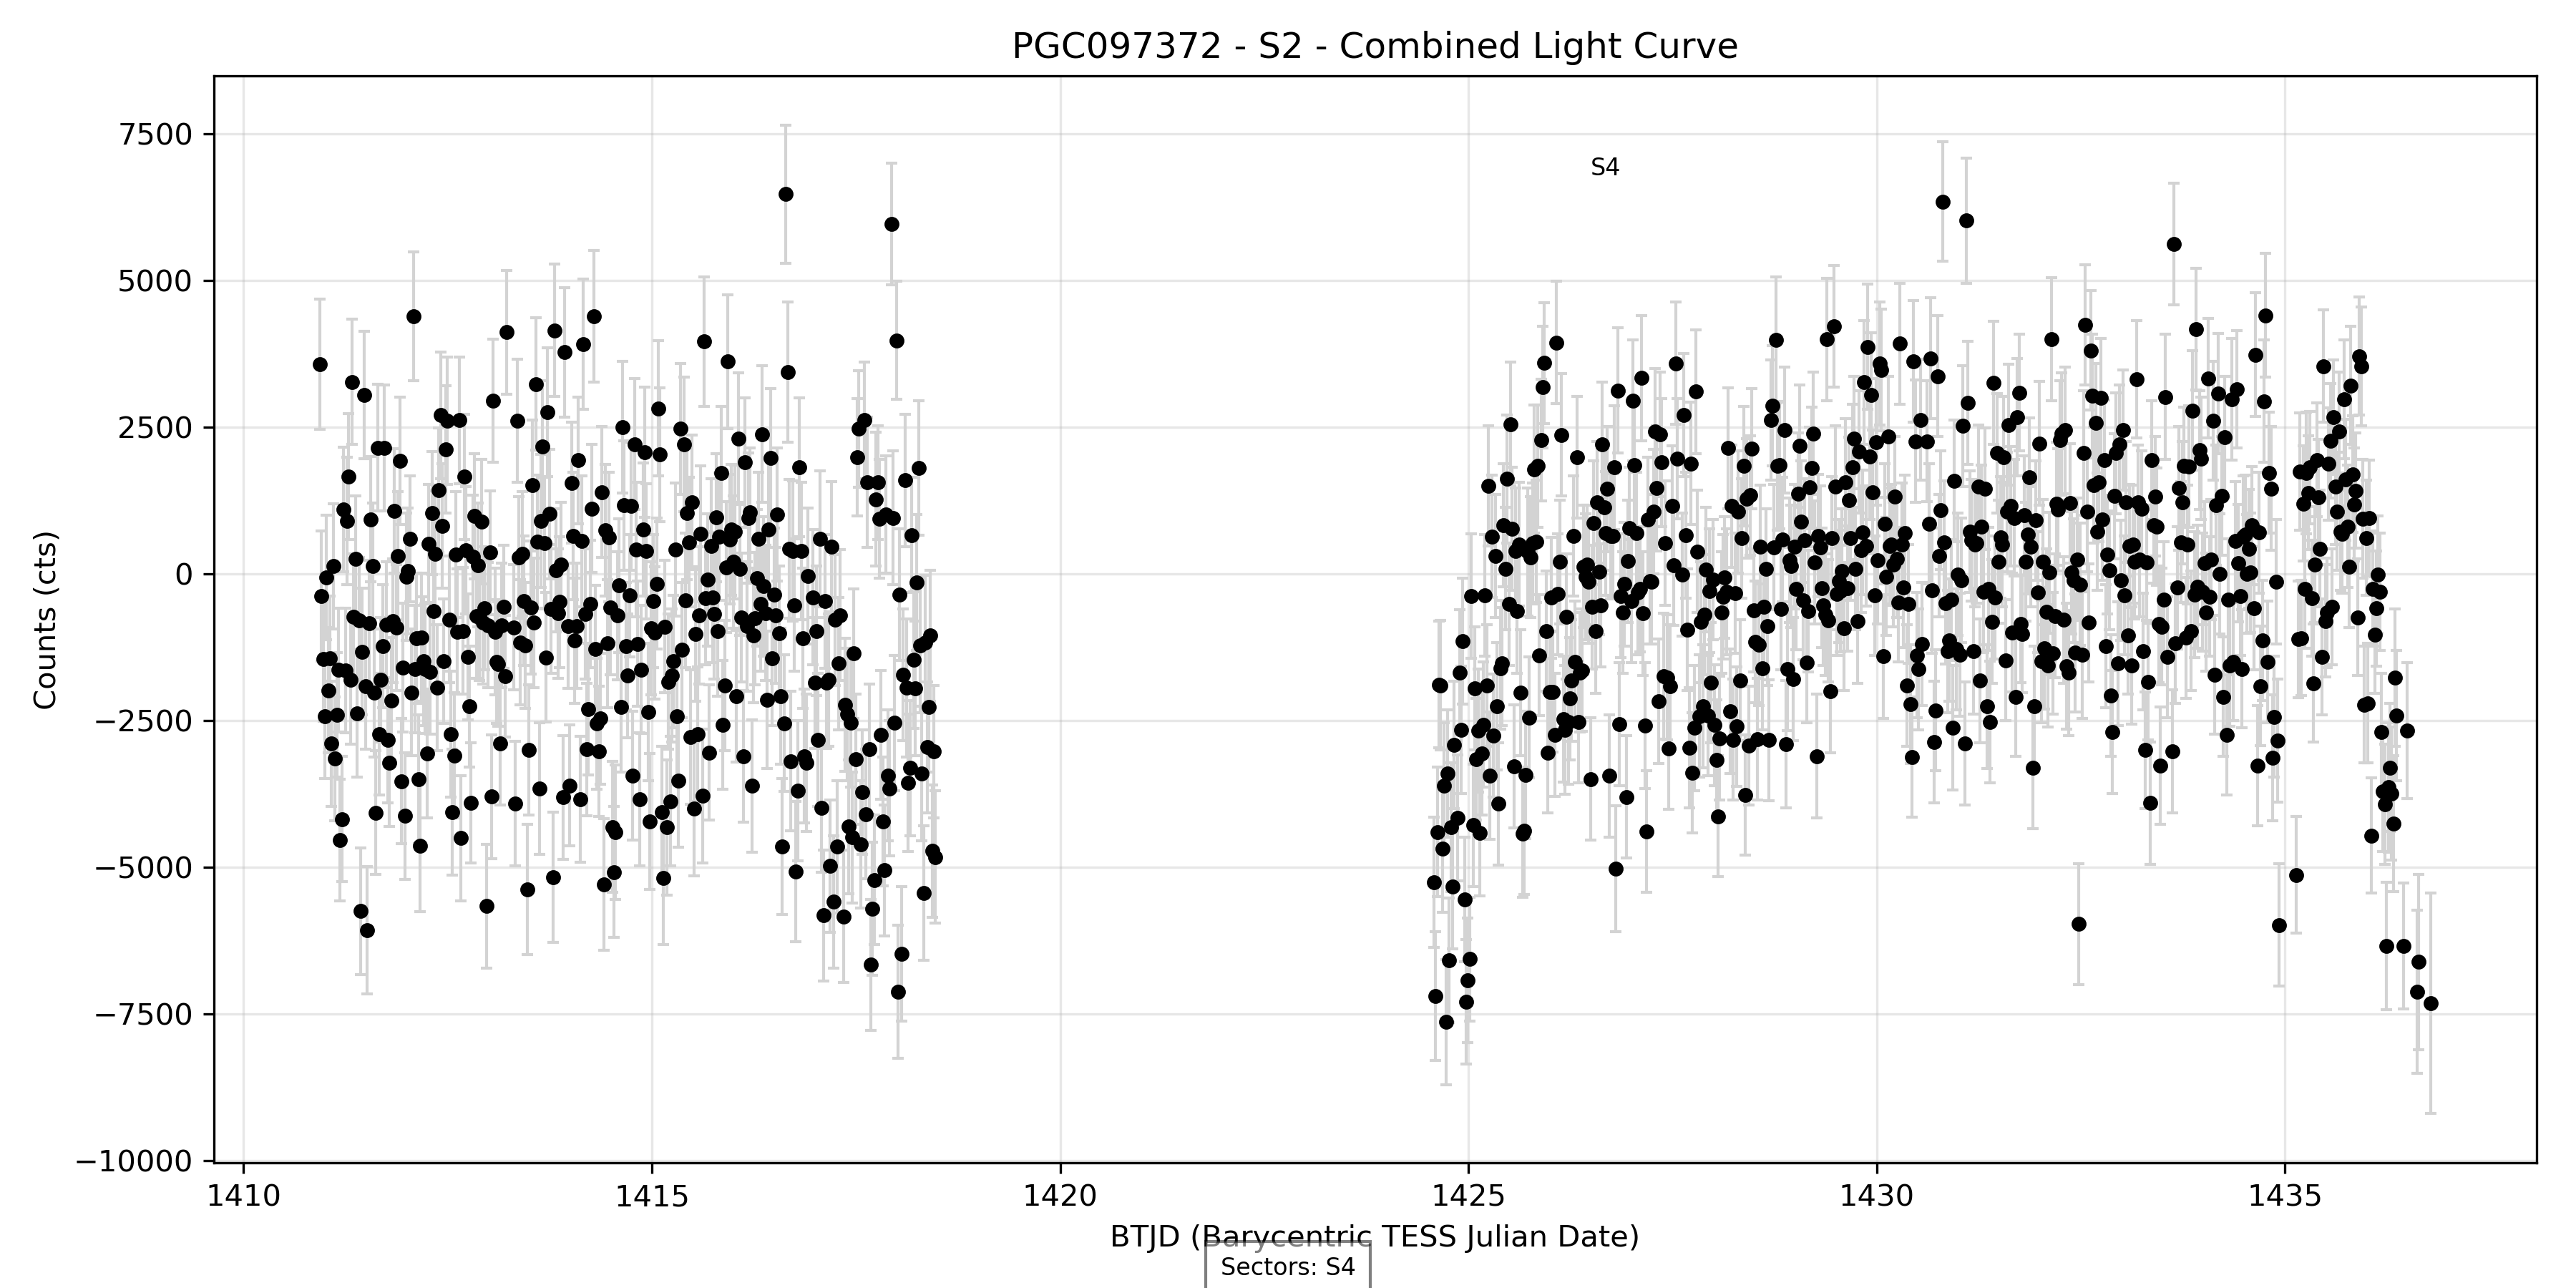 PGC097372 - S2 - Combined Light Curve
7500
5000
2500
0
−2500
−5000
−7500
−10000
Counts (cts)
S4
1410
1415
1420
1425
1430
1435
BTJD (Barycentric TESS Julian Date)
Sectors: S4